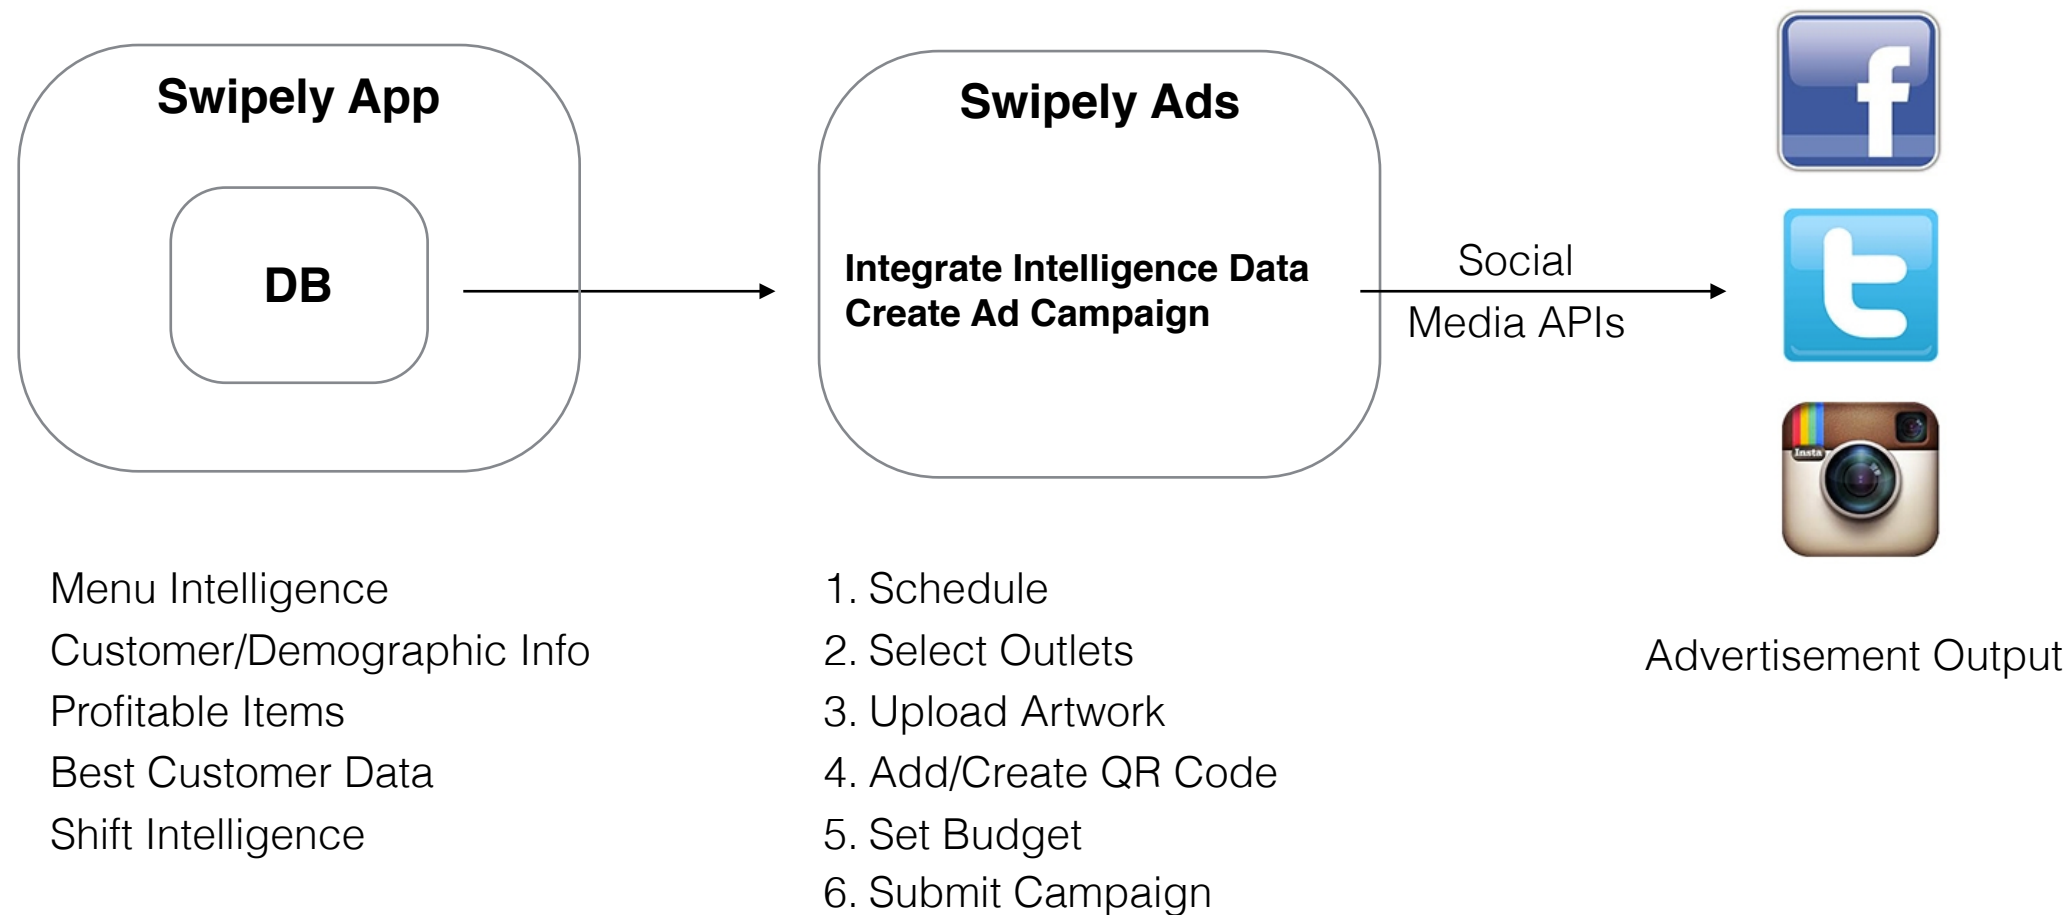 Swipely App
DB
Menu Intelligence
Customer/Demographic Info
Profitable Items
Best Customer Data
Shift Intelligence
Swipely Ads
Integrate Intelligence Data
Create Ad Campaign
1. Schedule
2. Select Outlets
3. Upload Artwork
4. Add/Create QR Code
5. Set Budget
6. Submit Campaign
Social
Media APIs
f
t
Insta
Advertisement Output